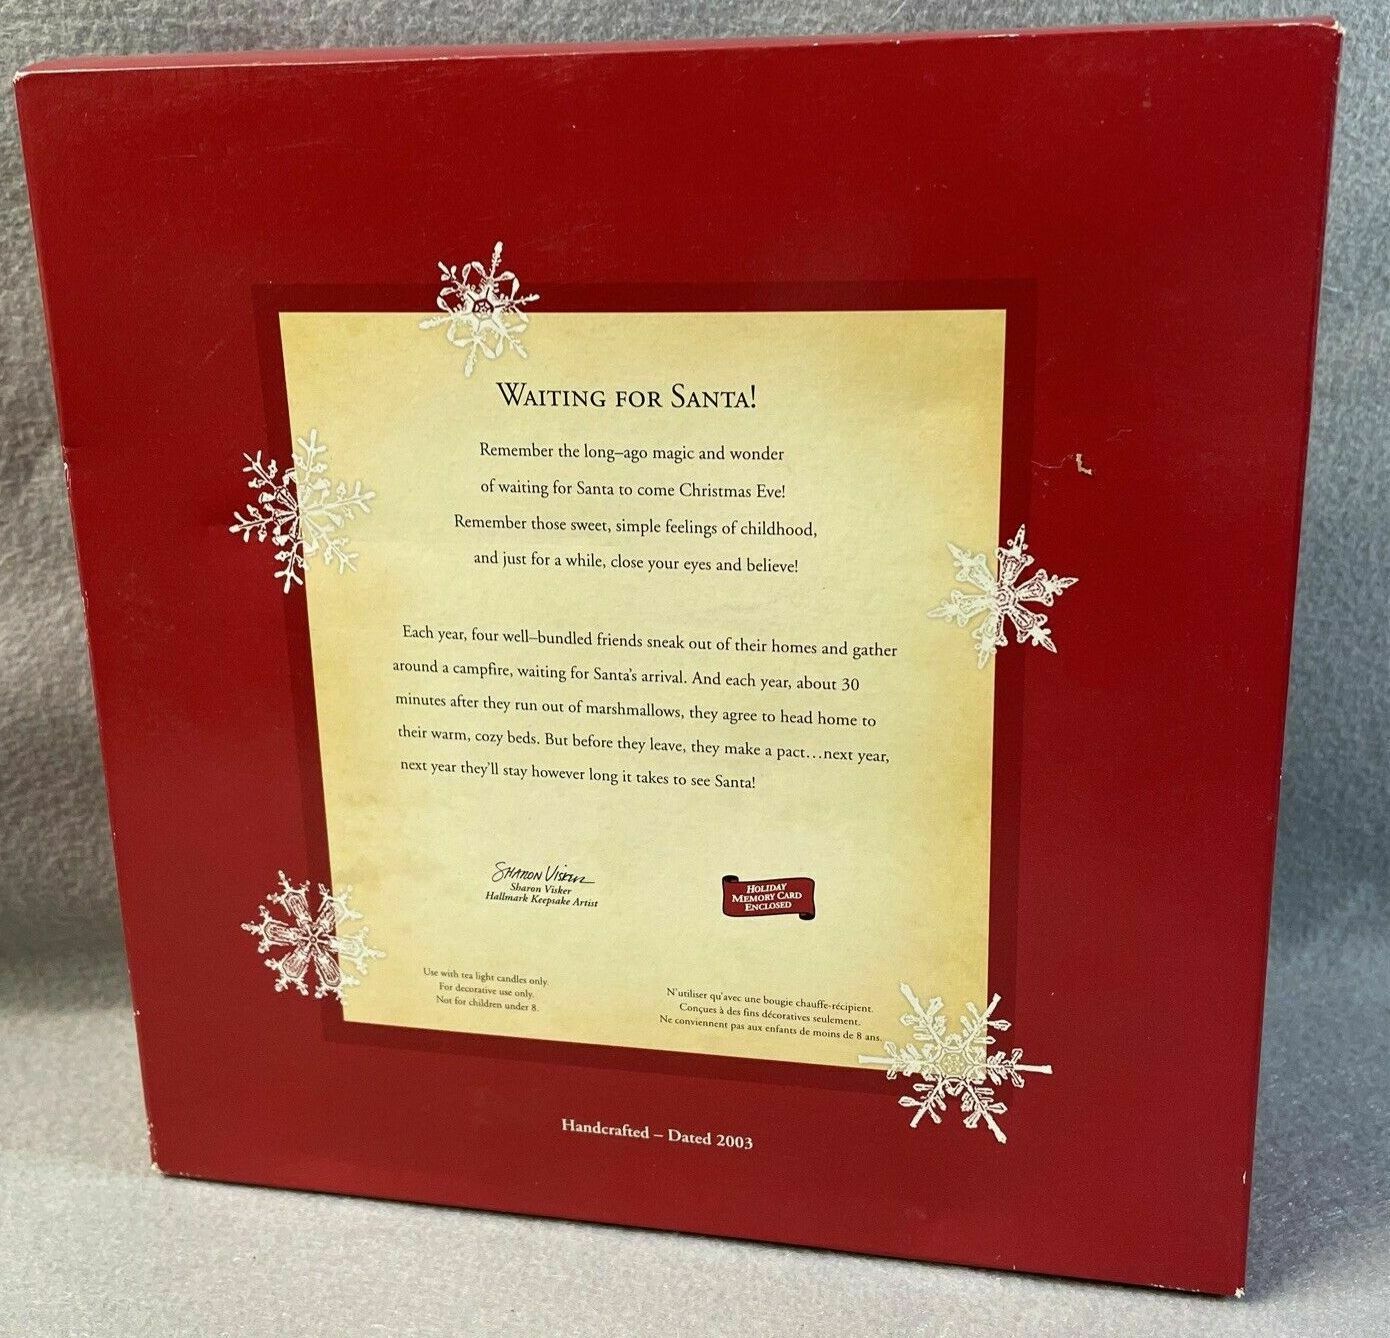 WAITING FOR SANTA!
Remember the long–ago magic and wonder
of waiting for Santa to come Christmas Eve!
Remember those sweet, simple feelings of childhood,
and just for a while, close your eyes and believe!
Each year, four well–bundled friends sneak out of their homes and gather
around a campfire, waiting for Santa's arrival. And each year, about 30
minutes after they run out of marshmallows, they agree to head home to
their warm, cozy beds. But before they leave, they make a pact…next year,
next year they'll stay however long it takes to see Santa!
SHARON VISKER
Sharon Visker
Hallmark Keepsake Artist
HOLIDAY
MEMORY CARD
ENCLOSED
Use with tea light candles only.
For decorative use only.
Not for children under 8.
N'utiliser qu'avec une bougie chauffe-récipient.
Conçues à des fins décoratives seulement.
Ne conviennent pas aux enfants de moins de 8 ans.
Handcrafted – Dated 2003